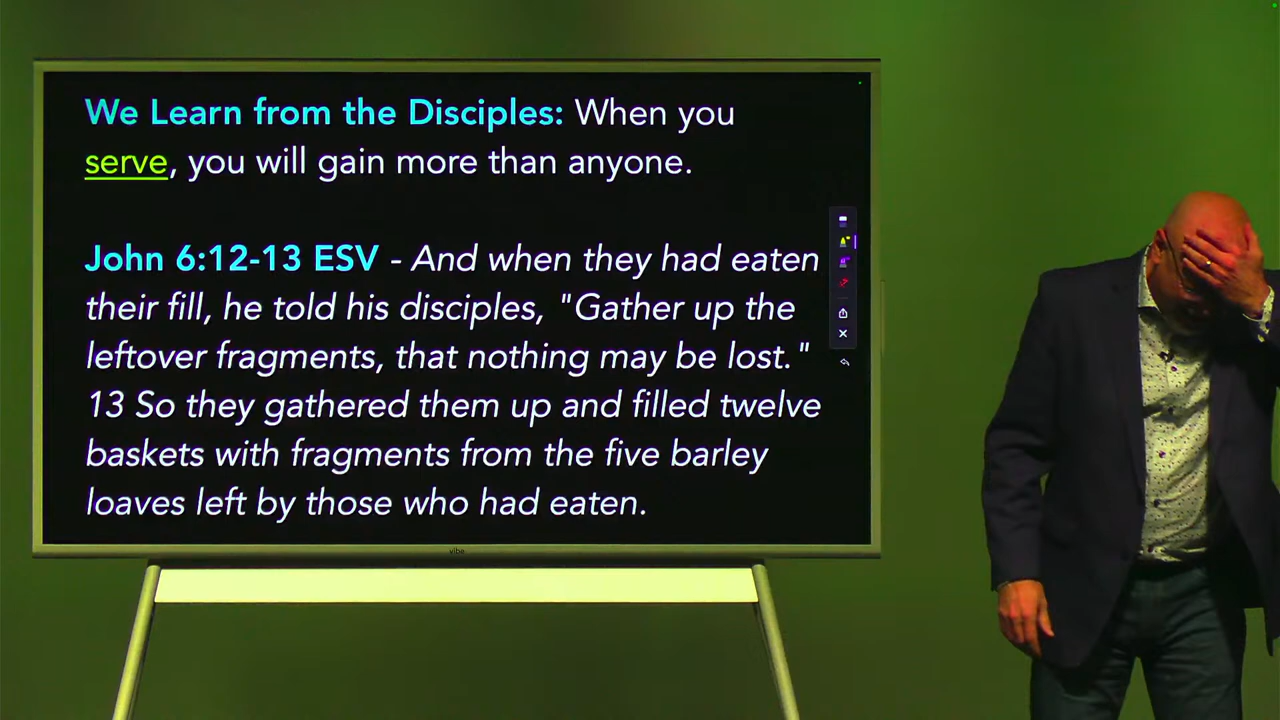 We Learn from the Disciples: When you
serve, you will gain more than anyone.
John 6:12-13 ESV - And when they had eaten
their fill, he told his disciples, "Gather up the
leftover fragments, that nothing may be lost."
13 So they gathered them up and filled twelve
baskets with fragments from the five barley
loaves left by those who had eaten.
vibe